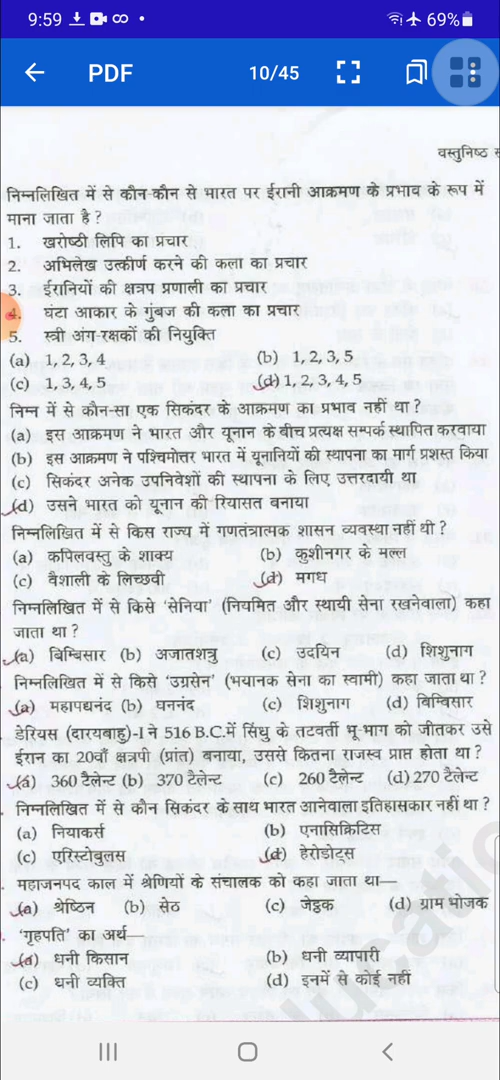 9:59 69%
PDF 10/45
वस्तुनिष्ठ
निम्नलिखित में से कौन-कौन से भारत पर ईरानी आक्रमण के प्रभाव के रूप में
माना जाता है ?
1. खरोष्ठी लिपि का प्रचार
2. अभिलेख उत्कीर्ण करने की कला का प्रचार
3. ईरानियों की क्षत्रप प्रणाली का प्रचार
4. घंटा आकार के गुंबज की कला का प्रचार
5. स्त्री अंग-रक्षकों की नियुक्ति
(a) 1, 2, 3, 4 (b) 1, 2, 3, 5
(c) 1, 3, 4, 5 (d) 1, 2, 3, 4, 5
निम्न में से कौन-सा एक सिकंदर के आक्रमण का प्रभाव नहीं था ?
(a) इस आक्रमण ने भारत और यूनान के बीच प्रत्यक्ष सम्पर्क स्थापित करवाया
(b) इस आक्रमण ने पश्चिमोत्तर भारत में यूनानियों की स्थापना का मार्ग प्रशस्त किया
(c) सिकंदर अनेक उपनिवेशों की स्थापना के लिए उत्तरदायी था
(d) उसने भारत को यूनान की रियासत बनाया
निम्नलिखित में से किस राज्य में गणतंत्रात्मक शासन व्यवस्था नहीं थी ?
(a) कपिलवस्तु के शाक्य (b) कुशीनगर के मल्ल
(c) वैशाली के लिच्छवी (d) मगध
निम्नलिखित में से किसे 'सेनिया' (नियमित और स्थायी सेना रखनेवाला) कहा
जाता था ?
(a) बिम्बिसार (b) अजातशत्रु (c) उदयिन (d) शिशुनाग
निम्नलिखित में से किसे 'उग्रसेन' (भयानक सेना का स्वामी) कहा जाता था ?
(a) महापद्यनंद (b) घननंद (c) शिशुनाग (d) बिम्बिसार
डेरियस (दारयबाहु)-I ने 516 B.C.में सिंधु के तटवर्ती भू-भाग को जीतकर उसे
ईरान का 20वाँ क्षत्रपी (प्रांत) बनाया, उससे कितना राजस्व प्राप्त होता था ?
(a) 360 टैलेन्ट (b) 370 टैलेन्ट (c) 260 टैलेन्ट (d) 270 टैलेन्ट
निम्नलिखित में से कौन सिकंदर के साथ भारत आनेवाला इतिहासकार नहीं था ?
(a) नियाकर्स (b) एनासिक्रिटिस
(c) एरिस्टोवुलस (d) हेरोडोट्स
महाजनपद काल में श्रेणियों के संचालक को कहा जाता था—
(a) श्रेष्ठिन (b) सेठ (c) जेट्ठक (d) ग्राम भोजक
'गृहपति' का अर्थ—
(a) धनी किसान (b) धनी व्यापारी
(c) धनी व्यक्ति (d) इनमें से कोई नहीं